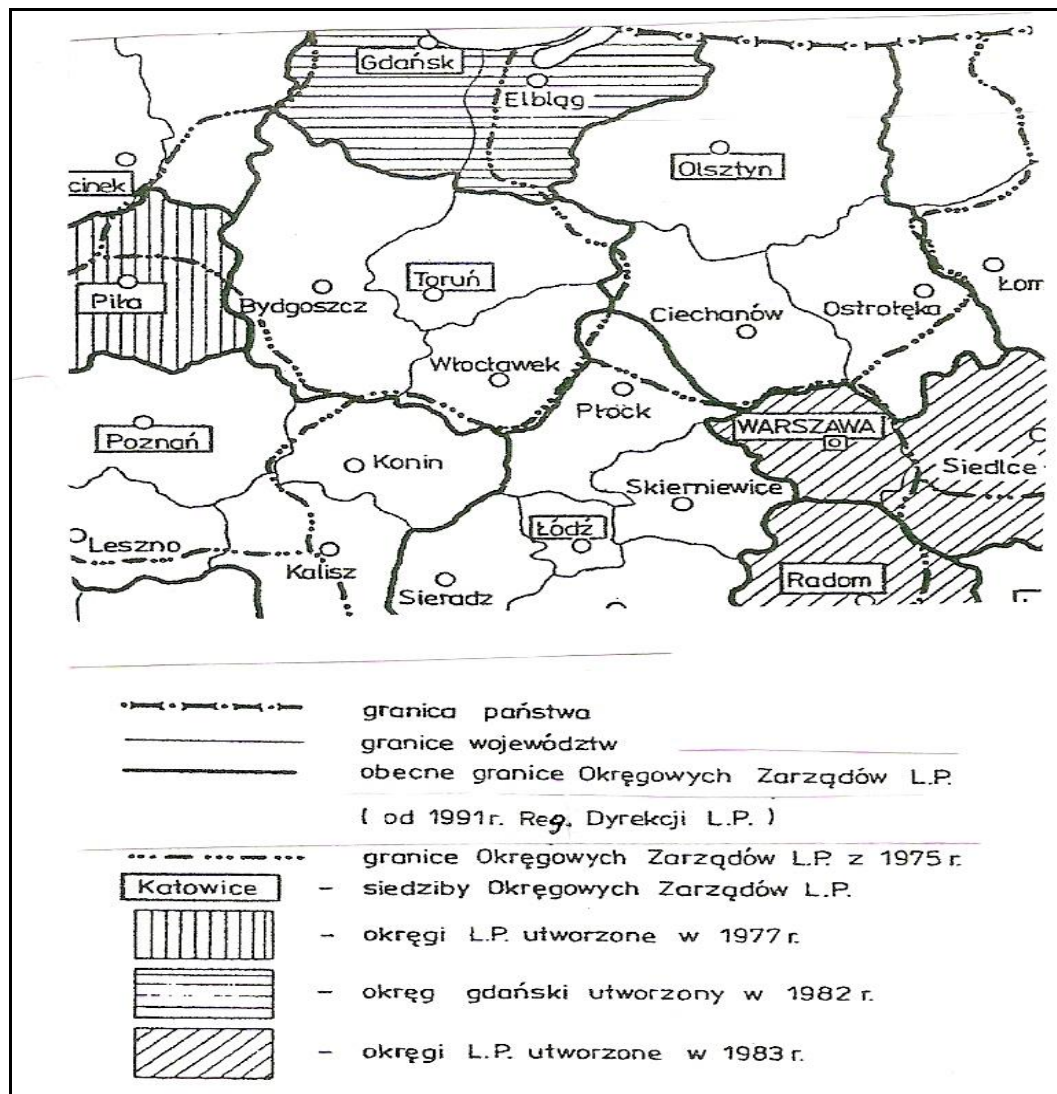 Gdańsk
Elbląg
Olsztyn
cinek
Piła
Bydgoszcz
Toruń
Ciechanów
Ostrołęka
Łom
Włocławek
Płock
Poznań
WARSZAWA
Konin
Siedlce
Skierniewice
Leszno
Łódź
Kalisz
Sieradz
Radom
granica państwa
granice województw
obecne granice Okręgowych Zarządów L.P.
( od 1991 r. Reg. Dyrekcji L.P. )
granice Okręgowych Zarządów L.P. z 1975 r.
Katowice - siedziby Okręgowych Zarządów L.P.
- okręgi L.P. utworzone w 1977 r.
- okręg gdański utworzony w 1982 r.
- okręgi L.P. utworzone w 1983 r.